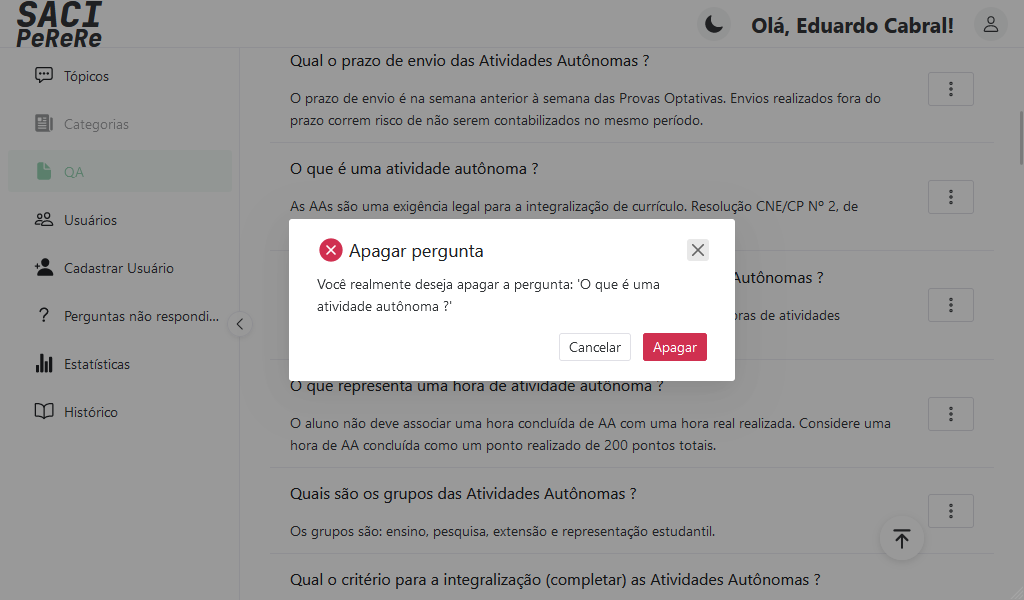 SACI
PeReRe
Olá, Eduardo Cabral!
Tópicos
Categorias
QA
Usuários
Cadastrar Usuário
Perguntas não respondi...
Estatísticas
Histórico
Qual o prazo de envio das Atividades Autônomas ?
O prazo de envio é na semana anterior à semana das Provas Optativas. Envios realizados fora do
prazo correm risco de não serem contabilizados no mesmo período.
O que é uma atividade autônoma ?
As AAs são uma exigência legal para a integralização de currículo. Resolução CNE/CP Nº 2, de
Apagar pergunta
Você realmente deseja apagar a pergunta: 'O que é uma
atividade autônoma ?'
Cancelar
Apagar
Autônomas ?
de atividades
O que representa uma hora de atividade autônoma ?
O aluno não deve associar uma hora concluída de AA com uma hora real realizada. Considere uma
hora de AA concluída como um ponto realizado de 200 pontos totais.
Quais são os grupos das Atividades Autônomas ?
Os grupos são: ensino, pesquisa, extensão e representação estudantil.
Qual o critério para a integralização (completar) as Atividades Autônomas ?